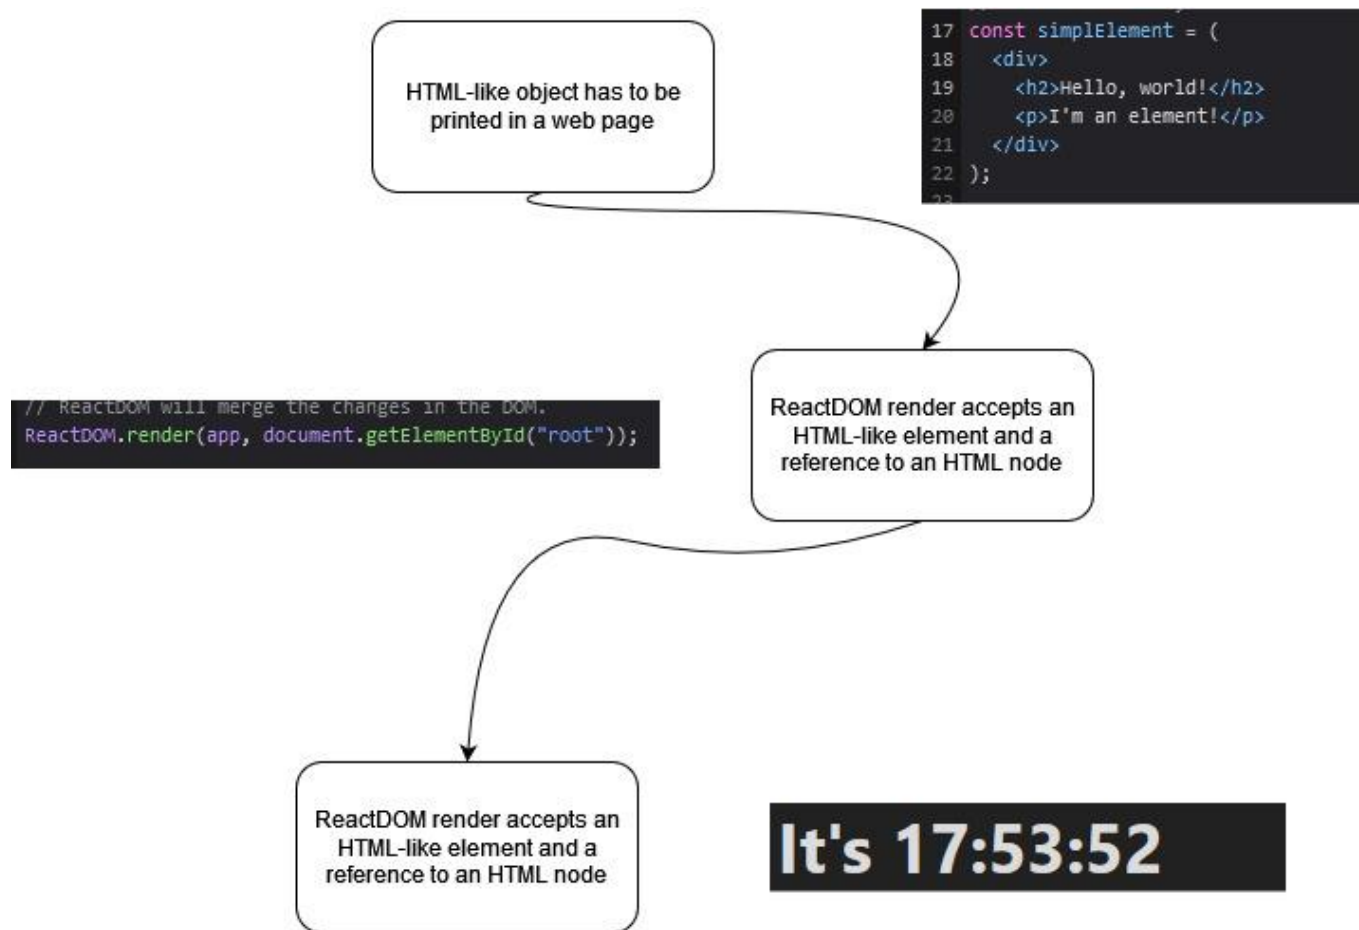 HTML-like object has to be
printed in a web page
17 const simplElement = (
18 <div>
19 <h2>Hello, world!</h2>
20 <p>I'm an element!</p>
21 </div>
22 );
23
ReactDOM render accepts an
HTML-like element and a
reference to an HTML node
// ReactDOM will merge the changes in the DOM.
ReactDOM.render(app, document.getElementById("root"));
ReactDOM render accepts an
HTML-like element and a
reference to an HTML node
It's 17:53:52